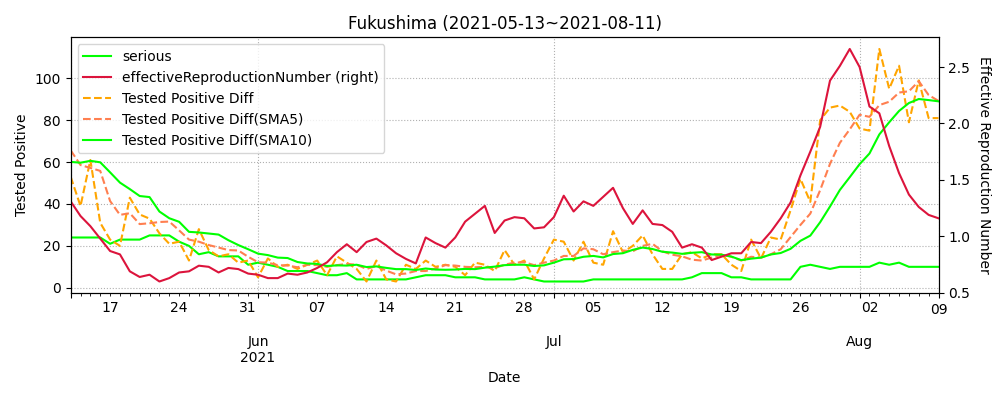 Fukushima (2021-05-13~2021-08-11)
serious
effectiveReproductionNumber (right)
Tested Positive Diff
Tested Positive Diff(SMA5)
Tested Positive Diff(SMA10)
Tested Positive
100
80
60
40
20
0
2.5
2.0
1.5
1.0
0.5
Effective Reproduction Number
17 24 31 07 14 21 28 05 12 19 26 02 09
Jun Jul Aug
2021
Date